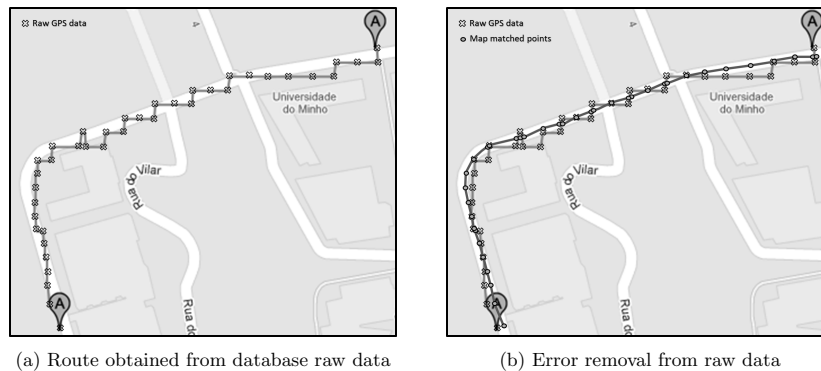 Raw GPS data
A
Universidade
do Minho
Vilar
Rua do
A
Rua do
(a) Route obtained from database raw data
Raw GPS data
Map matched points
A
Universidade
do Minho
Vilar
Rua do
A
Rua do
(b) Error removal from raw data